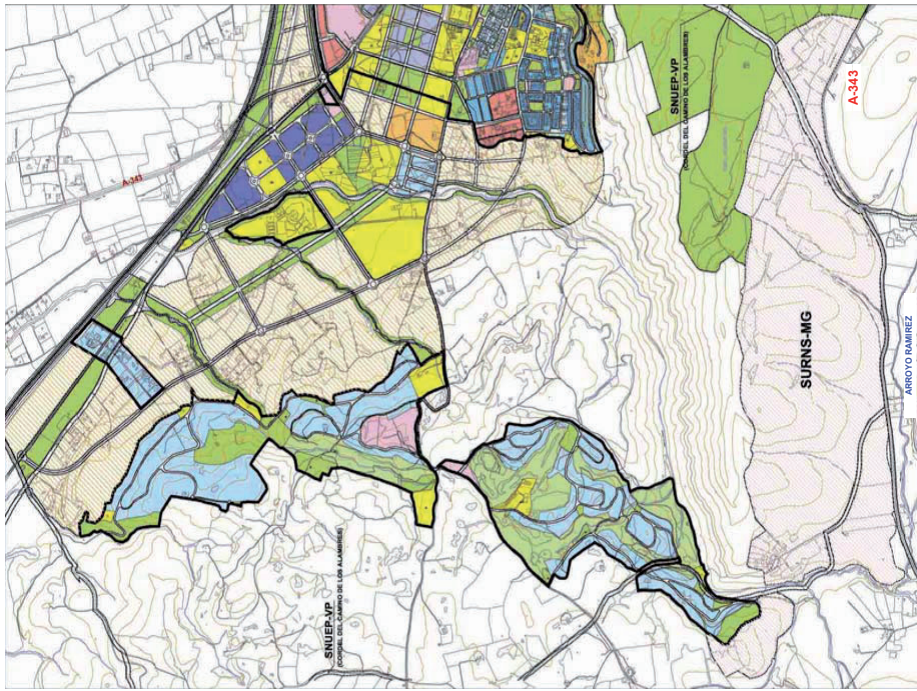 A-343
SNUEP-VP
(CORDEL DEL CAMINO DE LOS ALAMBRES)
A-343
SURNS-MG
ARROYO RAMIREZ
SNUEP-VP
(CORDEL DEL CAMINO DE LOS ALAMBRES)